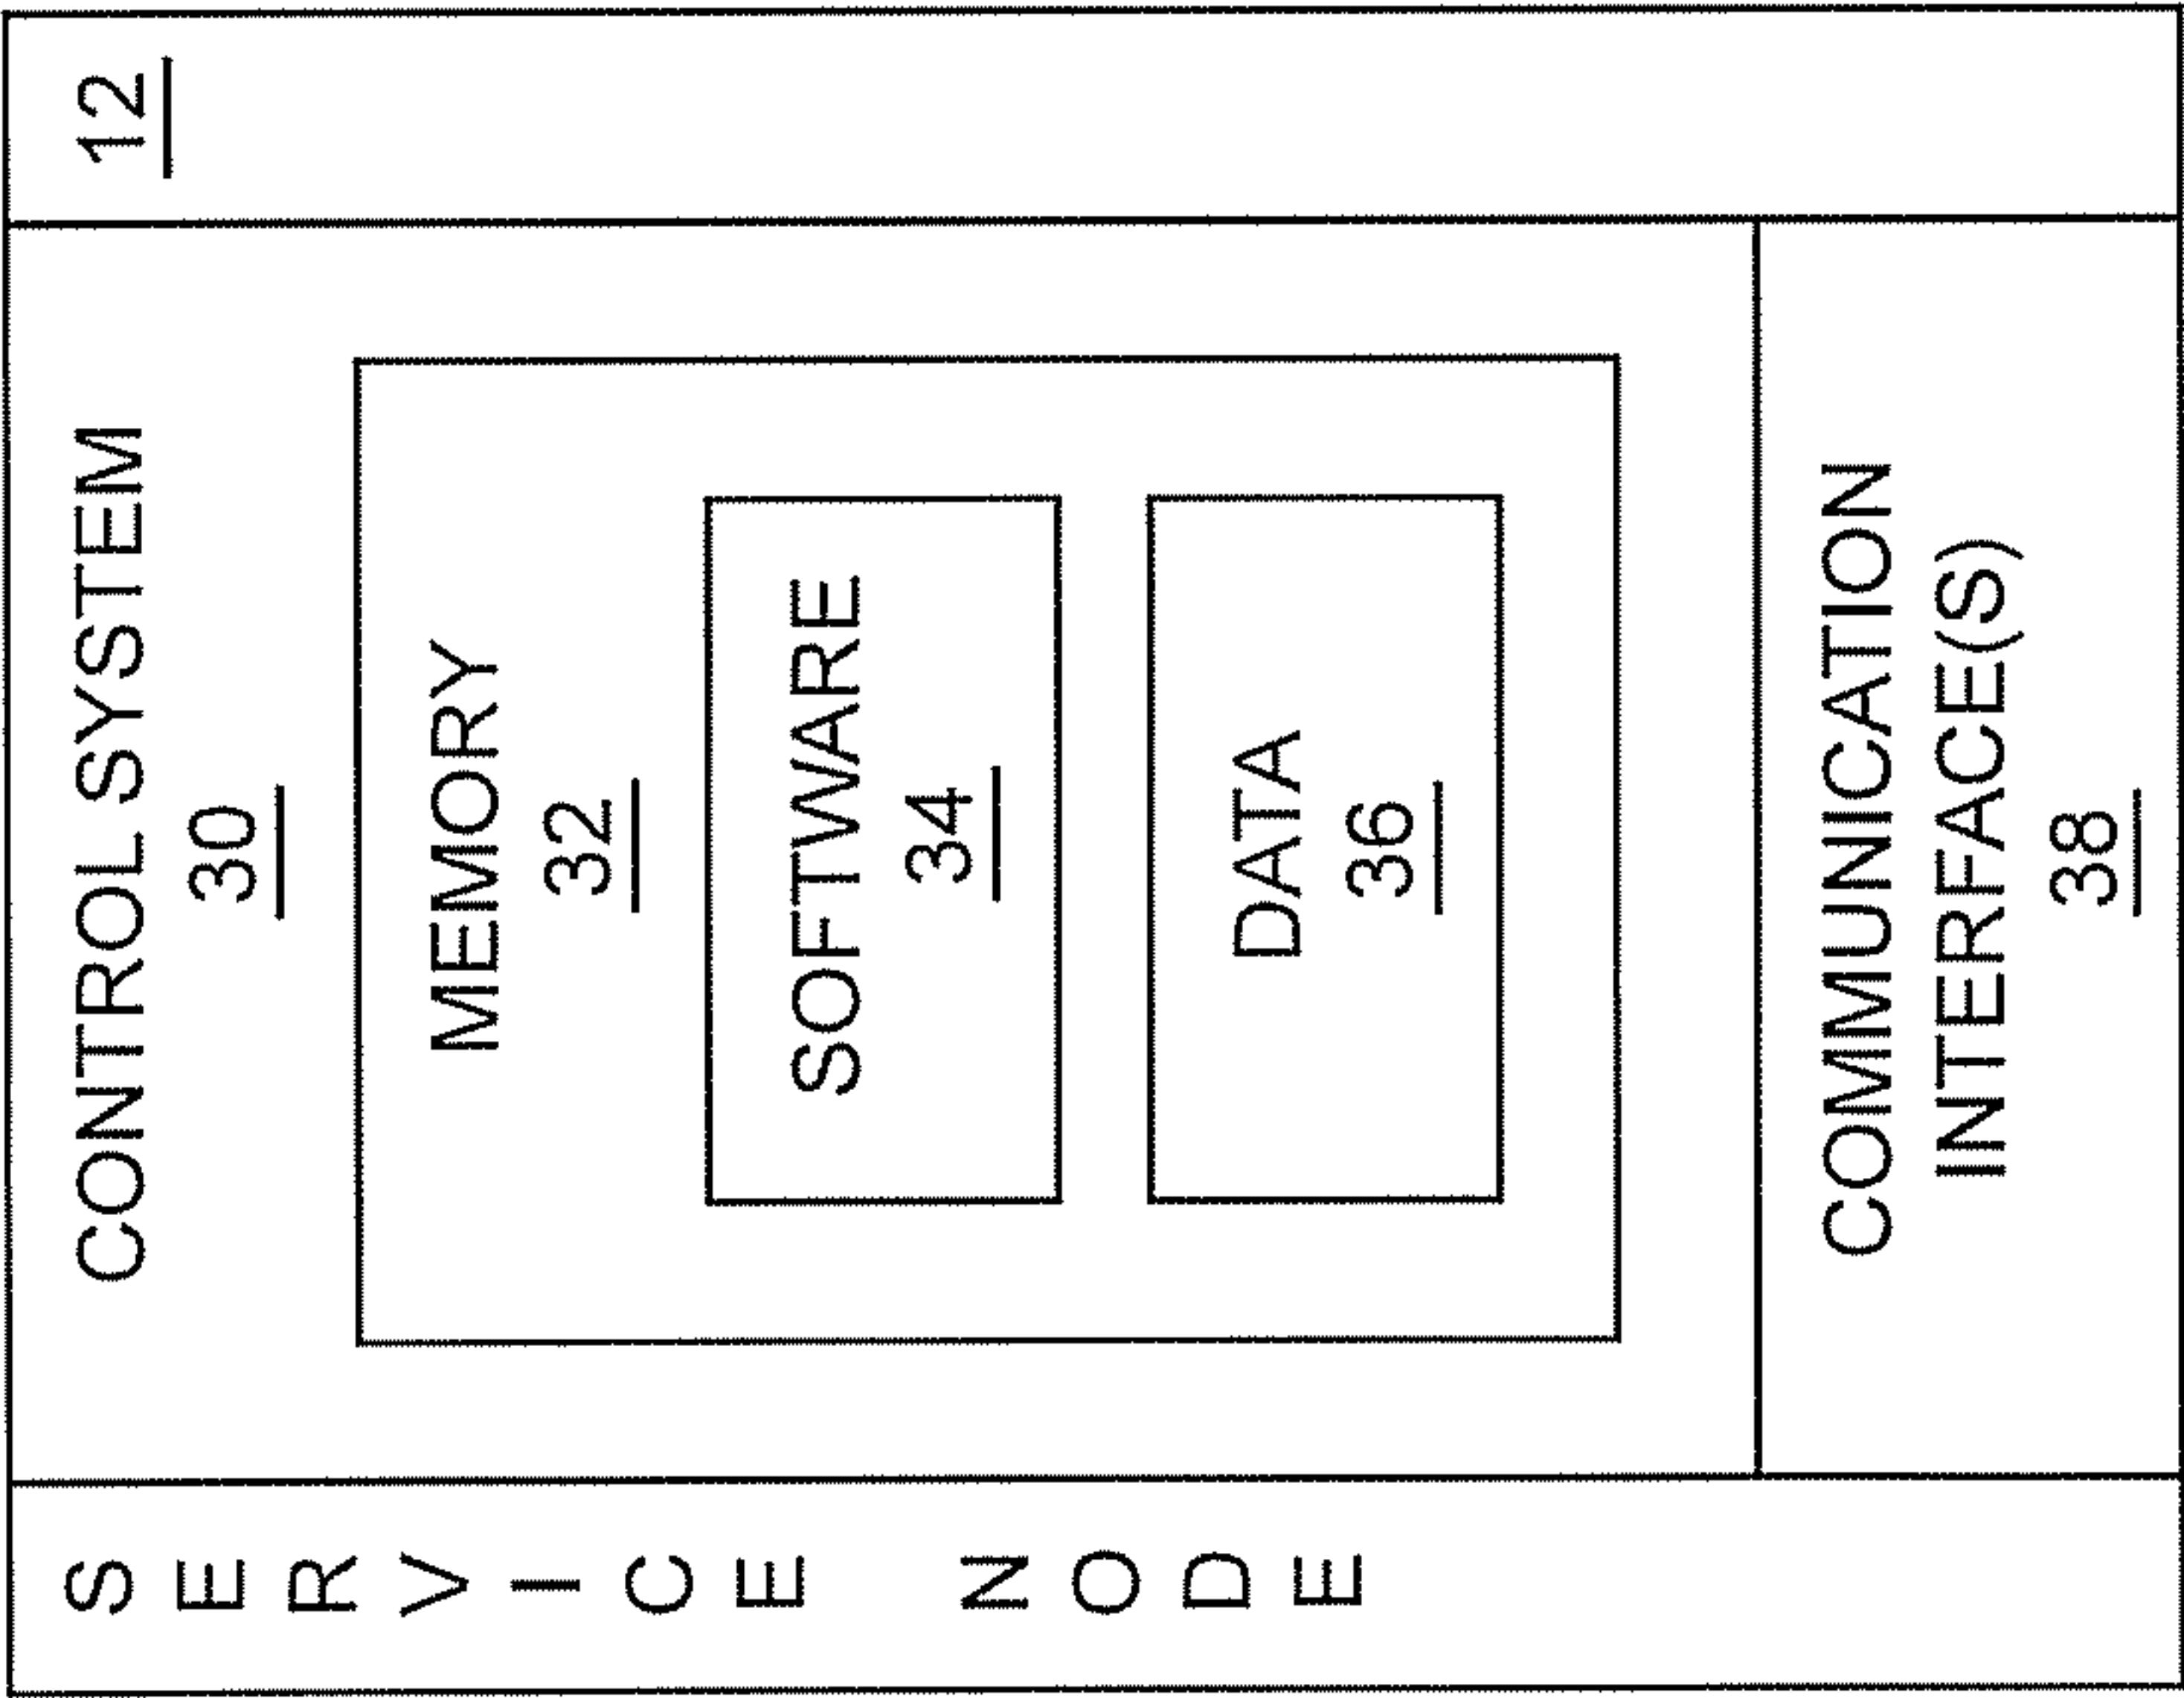 SERVICE NODE
CONTROL SYSTEM
30
MEMORY
32
SOFTWARE
34
DATA
36
COMMUNICATION
INTERFACE(S)
38
12